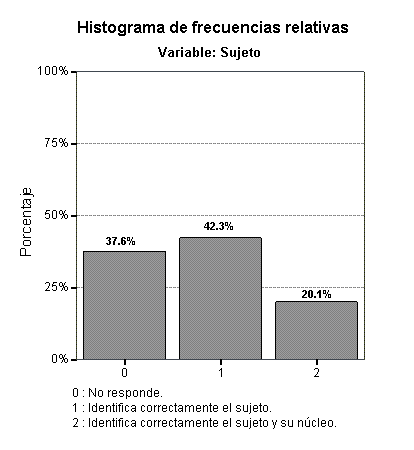 Histograma de frecuencias relativas
Variable: Sujeto
100%
75%
50%
25%
0%
Porcentaje
37.6%
42.3%
20.1%
0
1
2
0 : No responde.
1 : Identifica correctamente el sujeto.
2 : Identifica correctamente el sujeto y su núcleo.